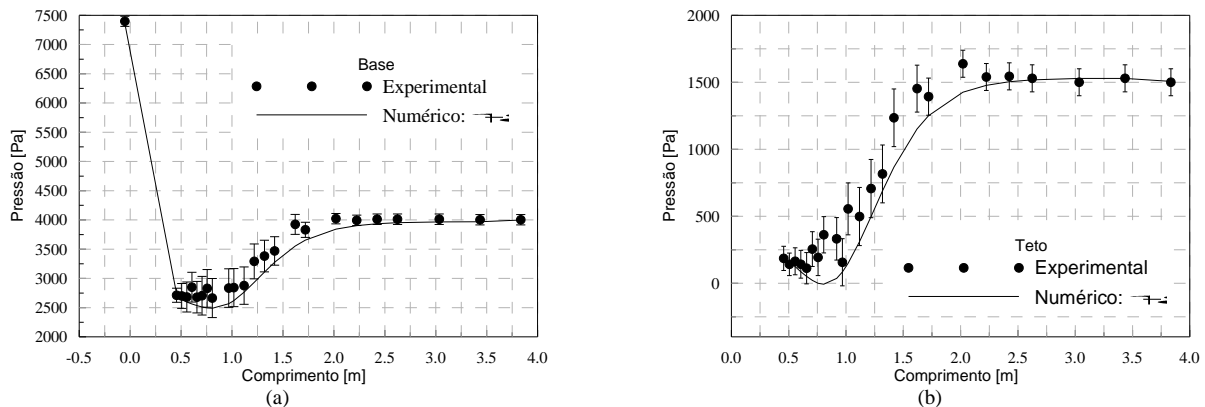 7500
7000
6500
6000
5500
5000
4500
4000
3500
3000
2500
2000
Pressão [Pa]
-0.5 0.0 0.5 1.0 1.5 2.0 2.5 3.0 3.5 4.0
Comprimento [m]
Base
Experimental
Numérico:
(a)
2000
1500
1000
500
0
Pressão [Pa]
0.0 0.5 1.0 1.5 2.0 2.5 3.0 3.5 4.0
Comprimento [m]
Teto
Experimental
Numérico:
(b)